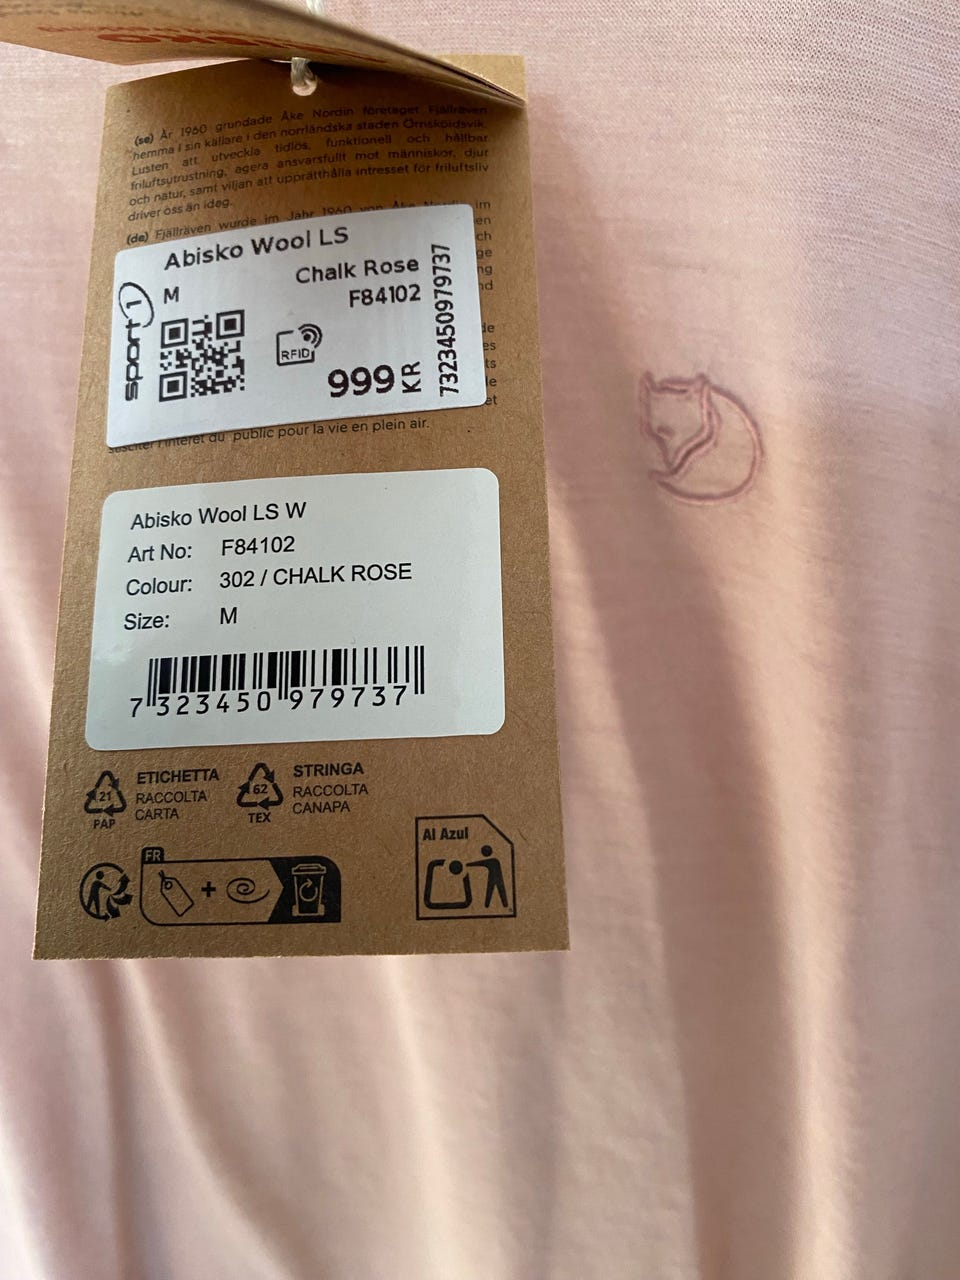 (se) År 1960 grundade Åke Nordin företaget Fjällräven
hemma i sin källare i den norrländska staden Örnsköldsvik.
Lusten att utveckla tidlös, funktionell och hållbar
friluftsutrustning, agera ansvarsfullt mot människor, djur
och natur, samt viljan att upprätthålla intresset för friluftsliv
driver oss än idag.
(de) Fjällräven wurde im Jahr 1960 von Åke Nordin im
Abisko Wool LS
M
Chalk Rose
F84102
sport 1
RFID
999 KR
7323450979737
susciter l'intérêt du public pour la vie en plein air.
Abisko Wool LS W
Art No: F84102
Colour: 302 / CHALK ROSE
Size: M
7 323450 979737
21
PAP
ETICHETTA
RACCOLTA
CARTA
62
TEX
STRINGA
RACCOLTA
CANAPA
FR
+
Al Azul